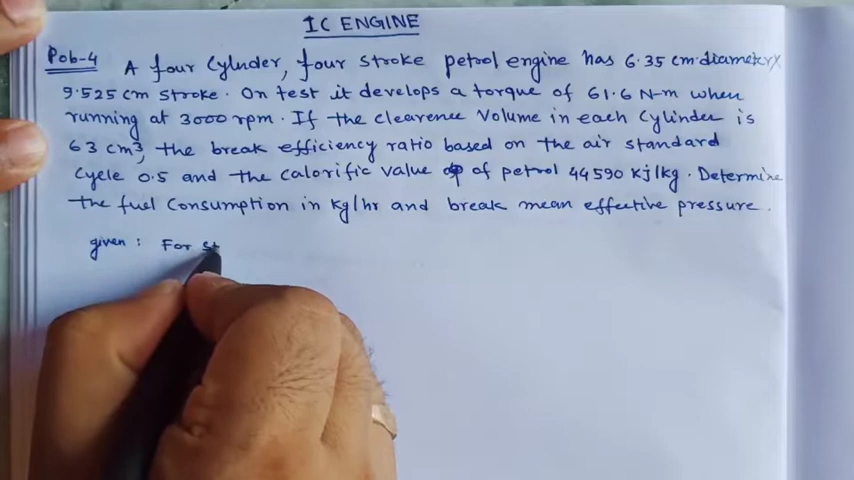 IC ENGINE
Pob-4 A four Cylnder, four stroke petrol engine has 6.35 cm diameter X
9.525 cm stroke. On test it develops a torque of 61.6 N-m when
running at 3000 rpm. If the clearence volume in each cylinder is
63 cm³, the break efficiency ratio based on the air standard
cycle 0.5 and the calorific value of petrol 44590 kj/kg. Determine
the fuel consumption in kg/hr and break mean effective pressure.
given : For st